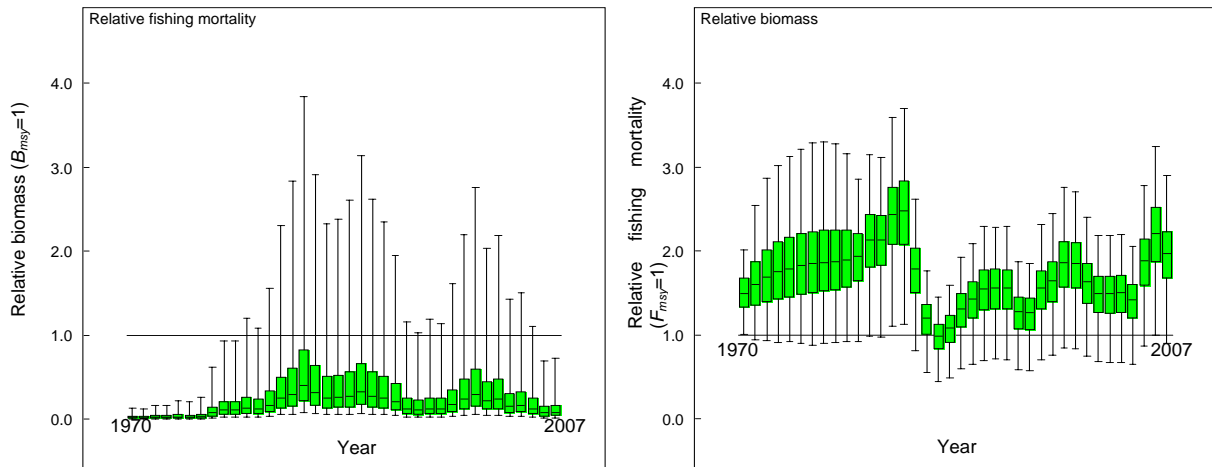 Relative fishing mortality
Relative biomass (Bmsy=1)
4.0
3.0
2.0
1.0
0.0
1970
2007
Year
Relative biomass
Relative fishing mortality
(Fmsy=1)
4.0
3.0
2.0
1.0
0.0
1970
2007
Year